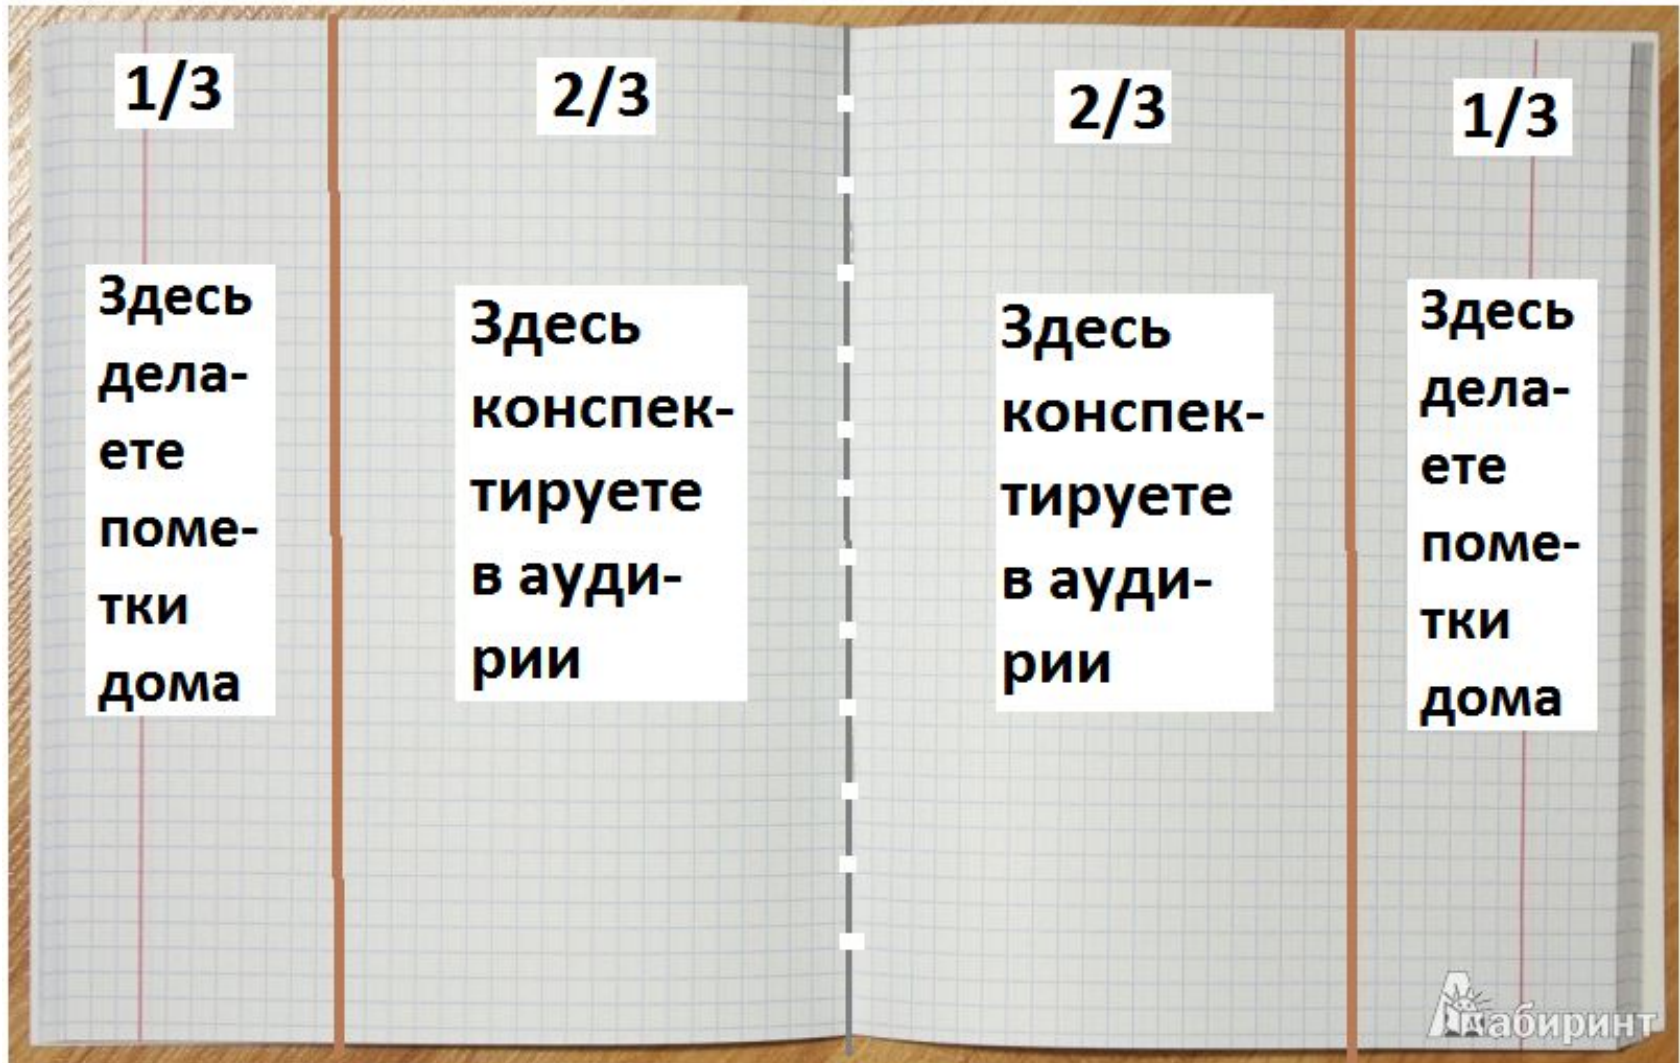 1/3
2/3
2/3
1/3
Здесь
дела-
ете
поме-
тки
дома
Здесь
конспек-
тируете
в ауди-
рии
Здесь
конспек-
тируете
в ауди-
рии
Здесь
дела-
ете
поме-
тки
дома
Лабиринт